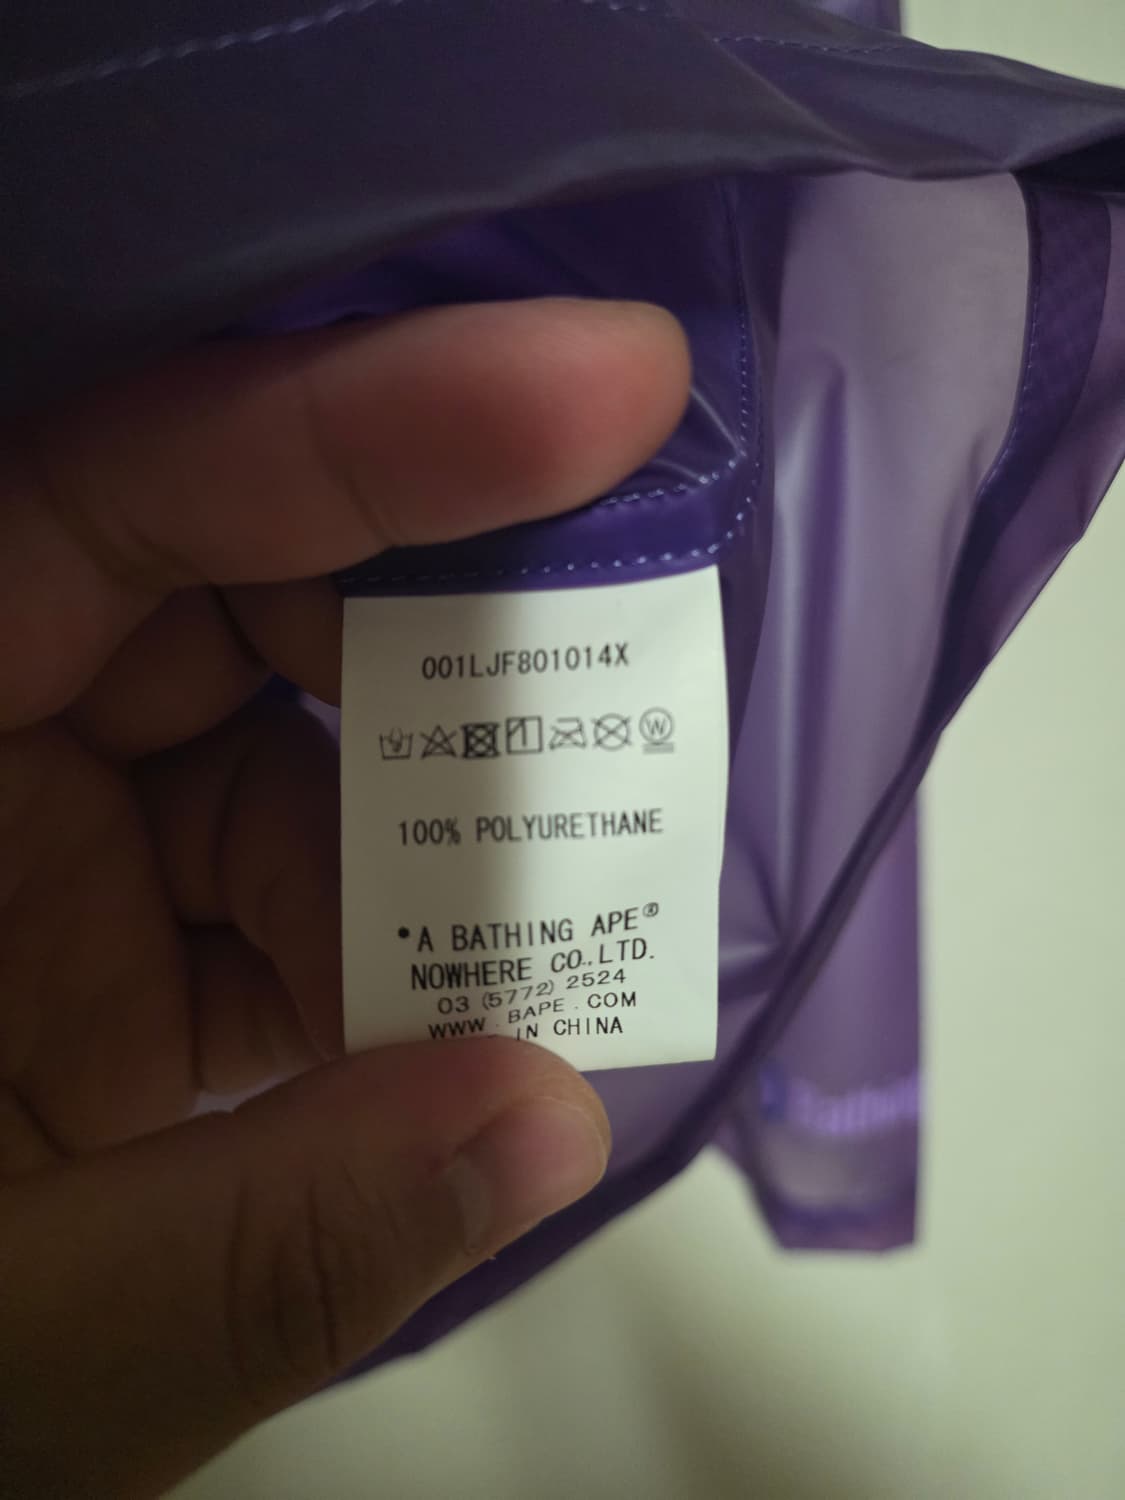 001LJF801014X
W
100% POLYURETHANE
•A BATHING APE®
NOWHERE CO.,LTD.
03 (5772) 2524
WWW.BAPE.COM
IN CHINA